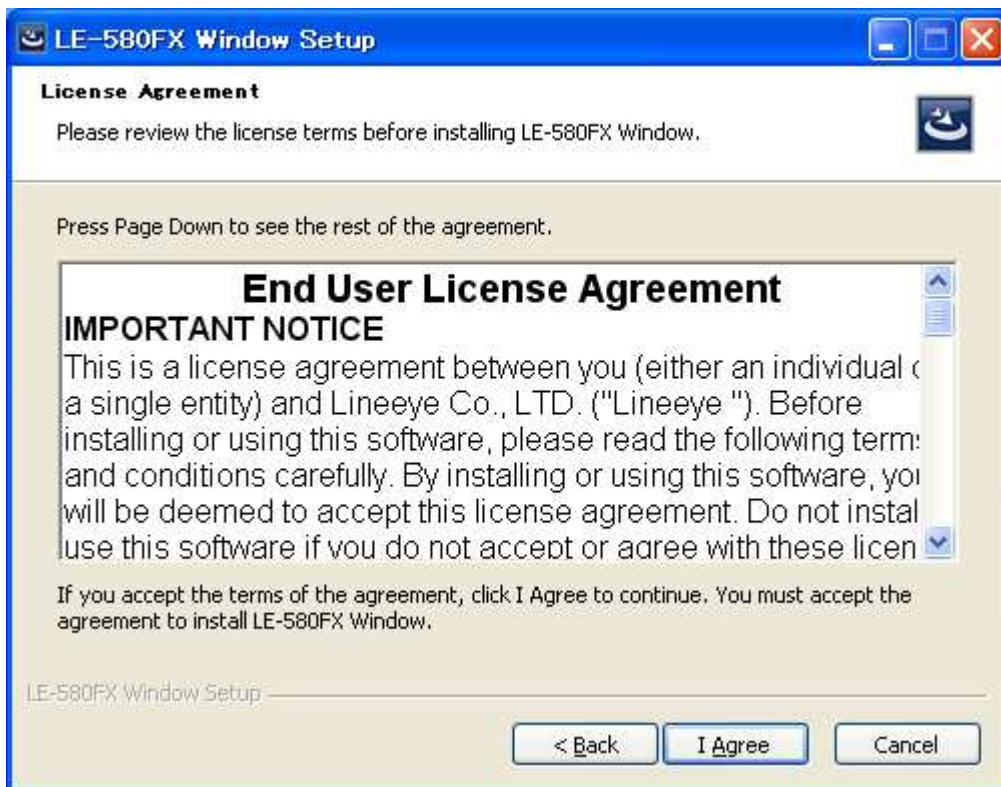 LE-580FX Window Setup
License Agreement
Please review the license terms before installing LE-580FX Window.
Press Page Down to see the rest of the agreement.
End User License Agreement
IMPORTANT NOTICE
This is a license agreement between you (either an individual
a single entity) and Lineeye Co., LTD. ("Lineeye "). Before
installing or using this software, please read the following
and conditions carefully. By installing or using this software,
will be deemed to accept this license agreement. Do not
use this software if you do not accept or agree with these
If you accept the terms of the agreement, click I Agree to continue. You must accept the
agreement to install LE-580FX Window.
LE-580FX Window Setup
< Back I Agree Cancel